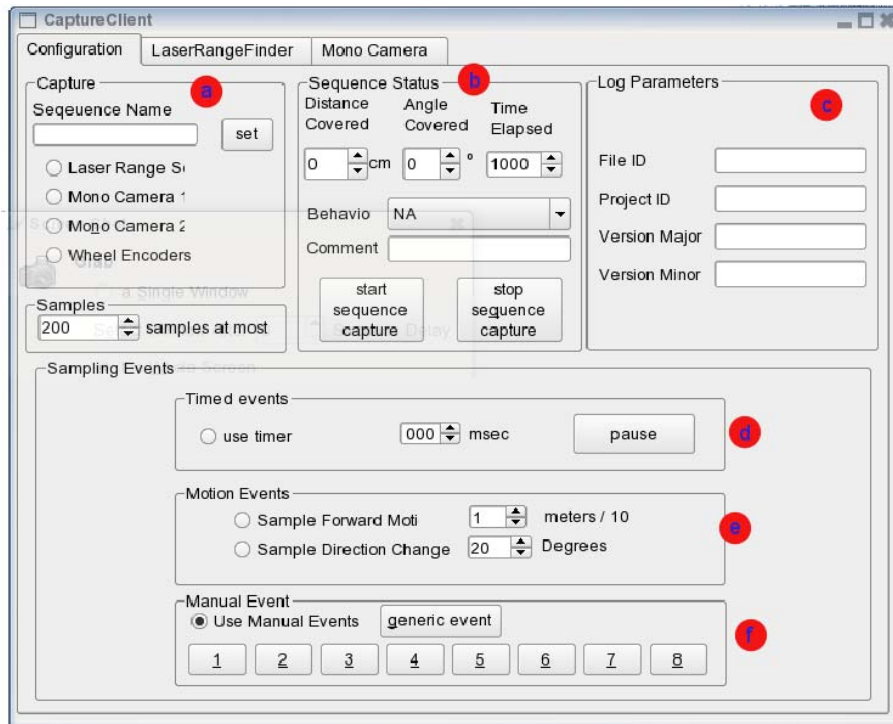 CaptureClient
Configuration
LaserRangeFinder
Mono Camera
Capture
a
Seqeuence Name
set
Laser Range S
Mono Camera 1
Mono Camera 2
Wheel Encoders
Samples
200 samples at most
Sequence Status
b
Distance Covered
Angle Covered
Time Elapsed
0 cm 0 ° 1000
Behavio NA
Comment
start sequence capture
stop sequence capture
Log Parameters
c
File ID
Project ID
Version Major
Version Minor
a Single Window
Delay
Screen
Sampling Events
Timed events
use timer 000 msec pause
d
Motion Events
Sample Forward Moti 1 meters / 10
Sample Direction Change 20 Degrees
e
Manual Event
Use Manual Events generic event
f
1 2 3 4 5 6 7 8